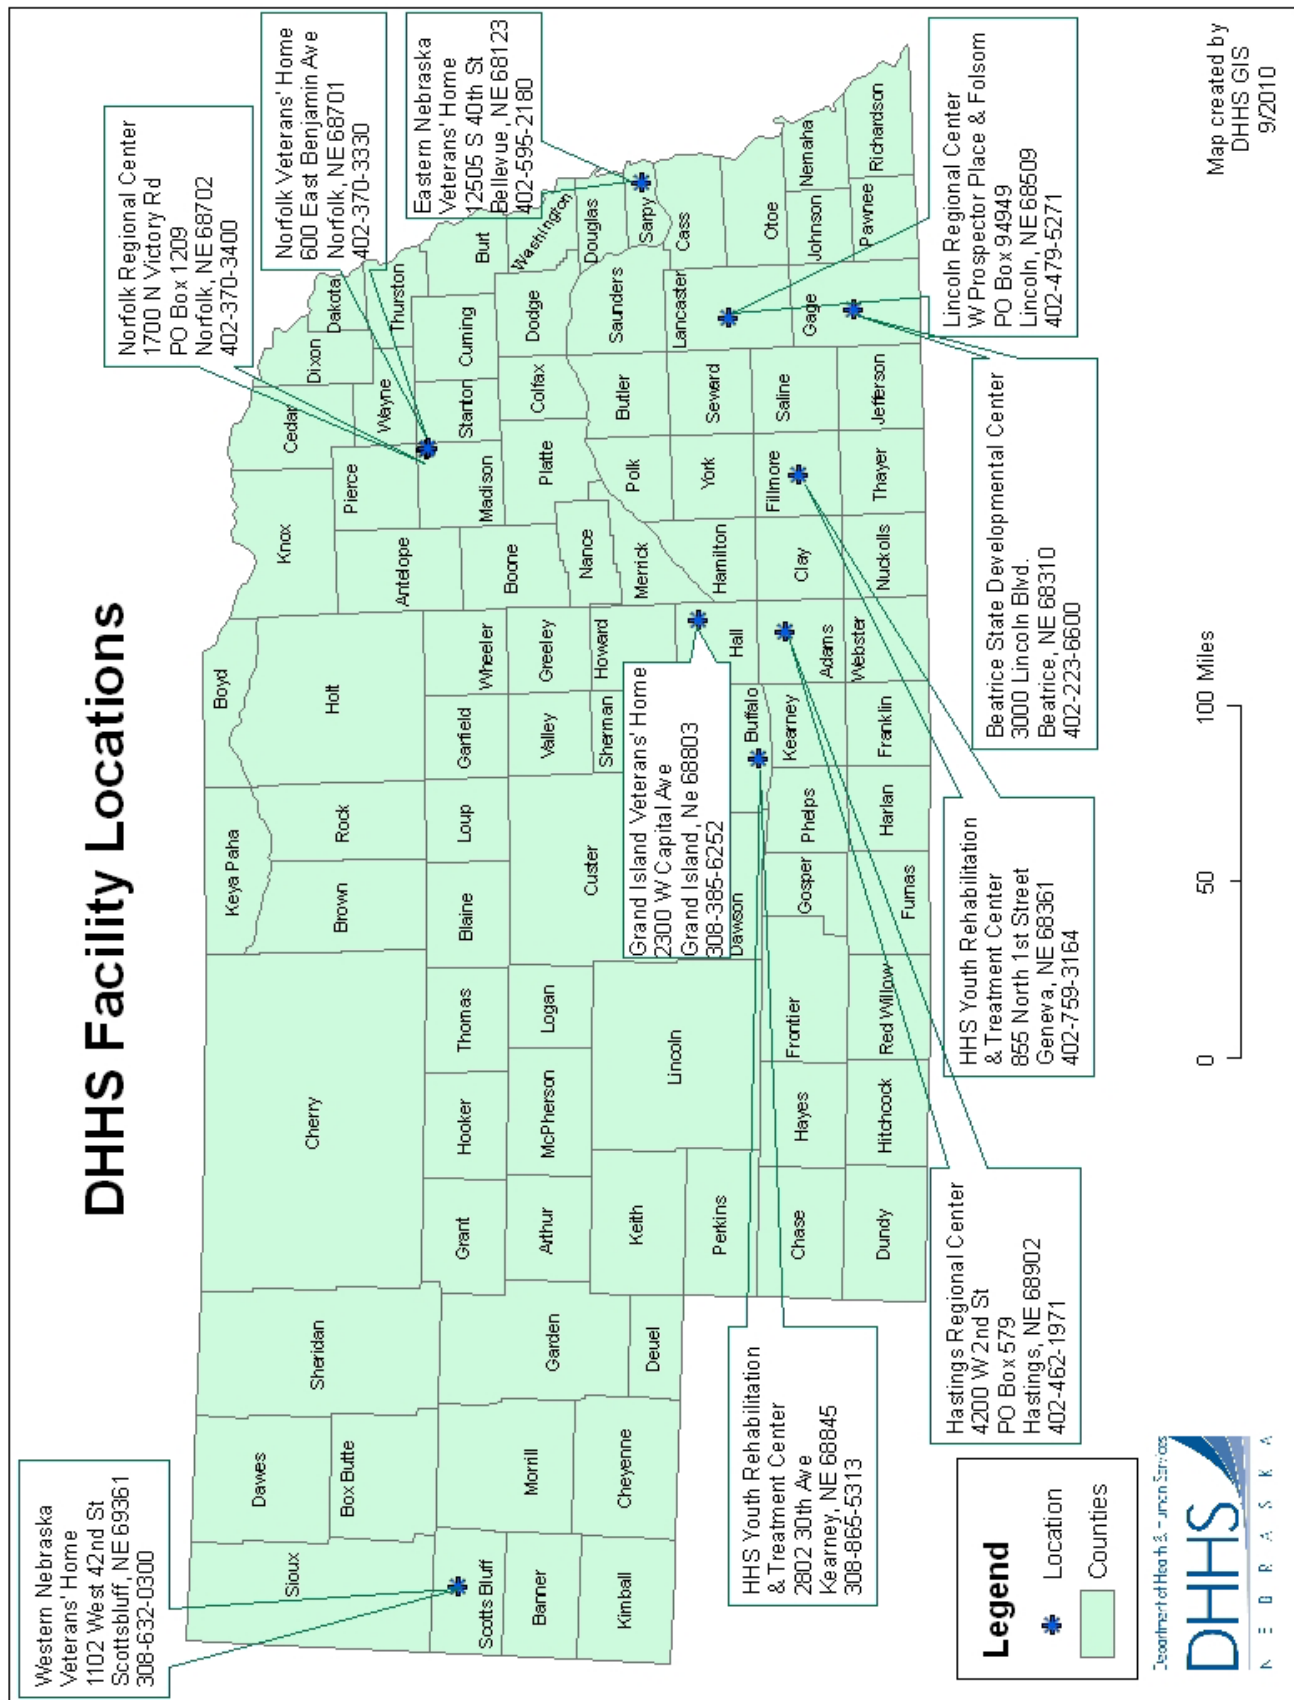 DHHS Facility Locations
Western Nebraska
Veterans' Home
1102 West 42nd St
Scottsbluff, NE 69361
308-632-0300
Norfolk Regional Center
1700 N Victory Rd
PO Box 1209
Norfolk, NE 68702
402-370-3400
Norfolk Veterans' Home
600 East Benjamin Ave
Norfolk, NE 68701
402-370-3330
Eastern Nebraska
Veterans' Home
12505 S 40th St
Bellevue, NE 68123
402-595-2180
Sioux
Dawes
Box Butte
Sheridan
Cherry
Keya Paha
Boyd
Brown
Rock
Holt
Knox
Cedar
Dixon
Dakota
Antelope
Pierce
Wayne
Thurston
Scotts Bluff
Banner
Kimball
Morrill
Cheyenne
Garden
Deuel
Grant
Hooker
Thomas
Blaine
Loup
Garfield
Wheeler
Boone
Madison
Stanton
Cuming
Burt
Arthur
McPherson
Logan
Custer
Valley
Greeley
Nance
Platte
Colfax
Dodge
Washington
Keith
Lincoln
Sherman
Howard
Merrick
Polk
Butler
Saunders
Douglas
Sarpy
Perkins
Dawson
Buffalo
Hall
Hamilton
York
Seward
Lancaster
Cass
Otoe
Chase
Hayes
Frontier
Gosper
Phelps
Kearney
Adams
Clay
Fillmore
Saline
Gage
Johnson
Nemaha
Dundy
Hitchcock
Red Willow
Furnas
Harlan
Franklin
Webster
Nuckolls
Thayer
Jefferson
Pawnee
Richardson
Grand Island Veterans' Home
2300 W Capital Ave
Grand Island, Ne 68803
308-385-6252
HHS Youth Rehabilitation
& Treatment Center
2802 30th Ave
Kearney, NE 68845
308-865-5313
Hastings Regional Center
4200 W 2nd St
PO Box 579
Hastings, NE 68902
402-462-1971
HHS Youth Rehabilitation
& Treatment Center
855 North 1st Street
Geneva, NE 68361
402-759-3164
Beatrice State Developmental Center
3000 Lincoln Blvd.
Beatrice, NE 68310
402-223-6600
Lincoln Regional Center
W Prospector Place & Folsom
PO Box 94949
Lincoln, NE 68509
402-479-5271
Legend
Location
Counties
Department of Health & Human Services
DHHS
N E B R A S K A
0 50 100 Miles
Map created by
DHHS GIS
9/2010